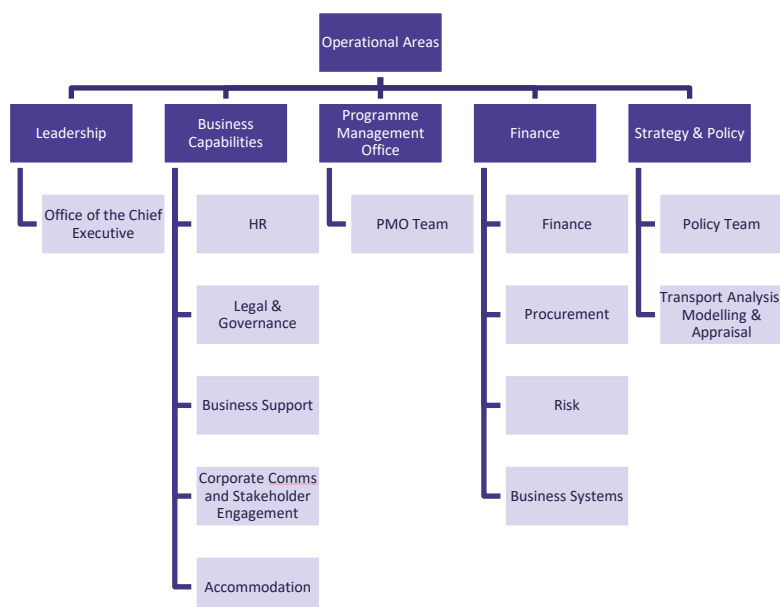 Operational Areas
Leadership
Business
Capabilities
Programme
Management
Office
Finance
Strategy & Policy
Office of the Chief
Executive
HR
PMO Team
Finance
Policy Team
Legal &
Governance
Procurement
Transport Analysis
Modelling &
Appraisal
Business Support
Risk
Corporate Comms
and Stakeholder
Engagement
Business Systems
Accommodation